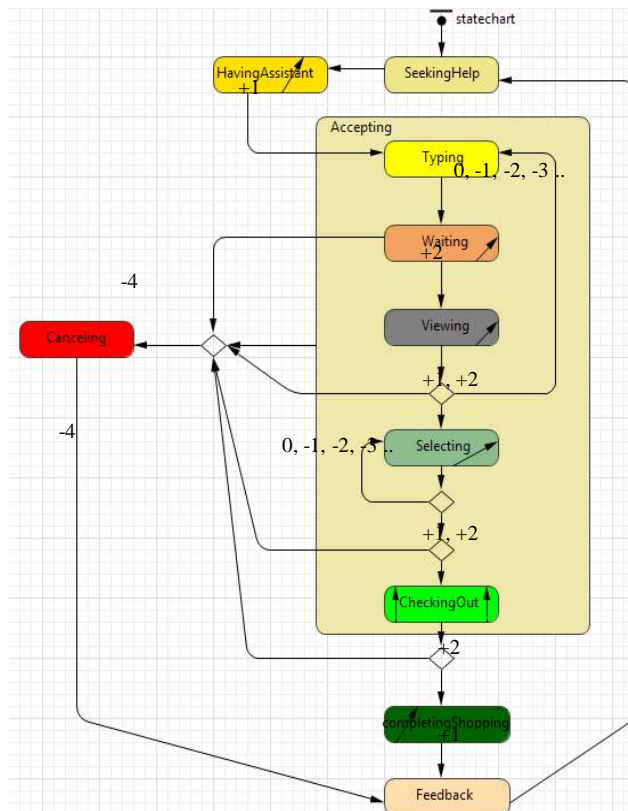 statechart
HavingAssistant
SeekingHelp
+1
Accepting
Typing
0, -1, -2, -3 ..
Waiting
+2
-4
Viewing
Canceling
+1, +2
-4
Selecting
0, -1, -2, -3 ..
+1, +2
CheckingOut
+2
completingShopping
+1
Feedback